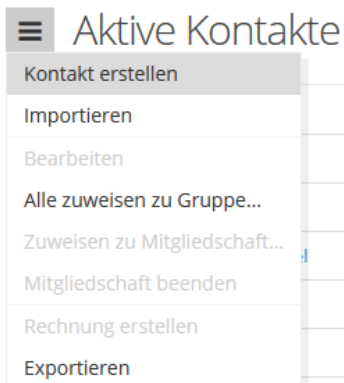 Aktive Kontakte
Kontakt erstellen
Importieren
Bearbeiten
Alle zuweisen zu Gruppe...
Zuweisen zu Mitgliedschaft...
Mitgliedschaft beenden
Rechnung erstellen
Exportieren